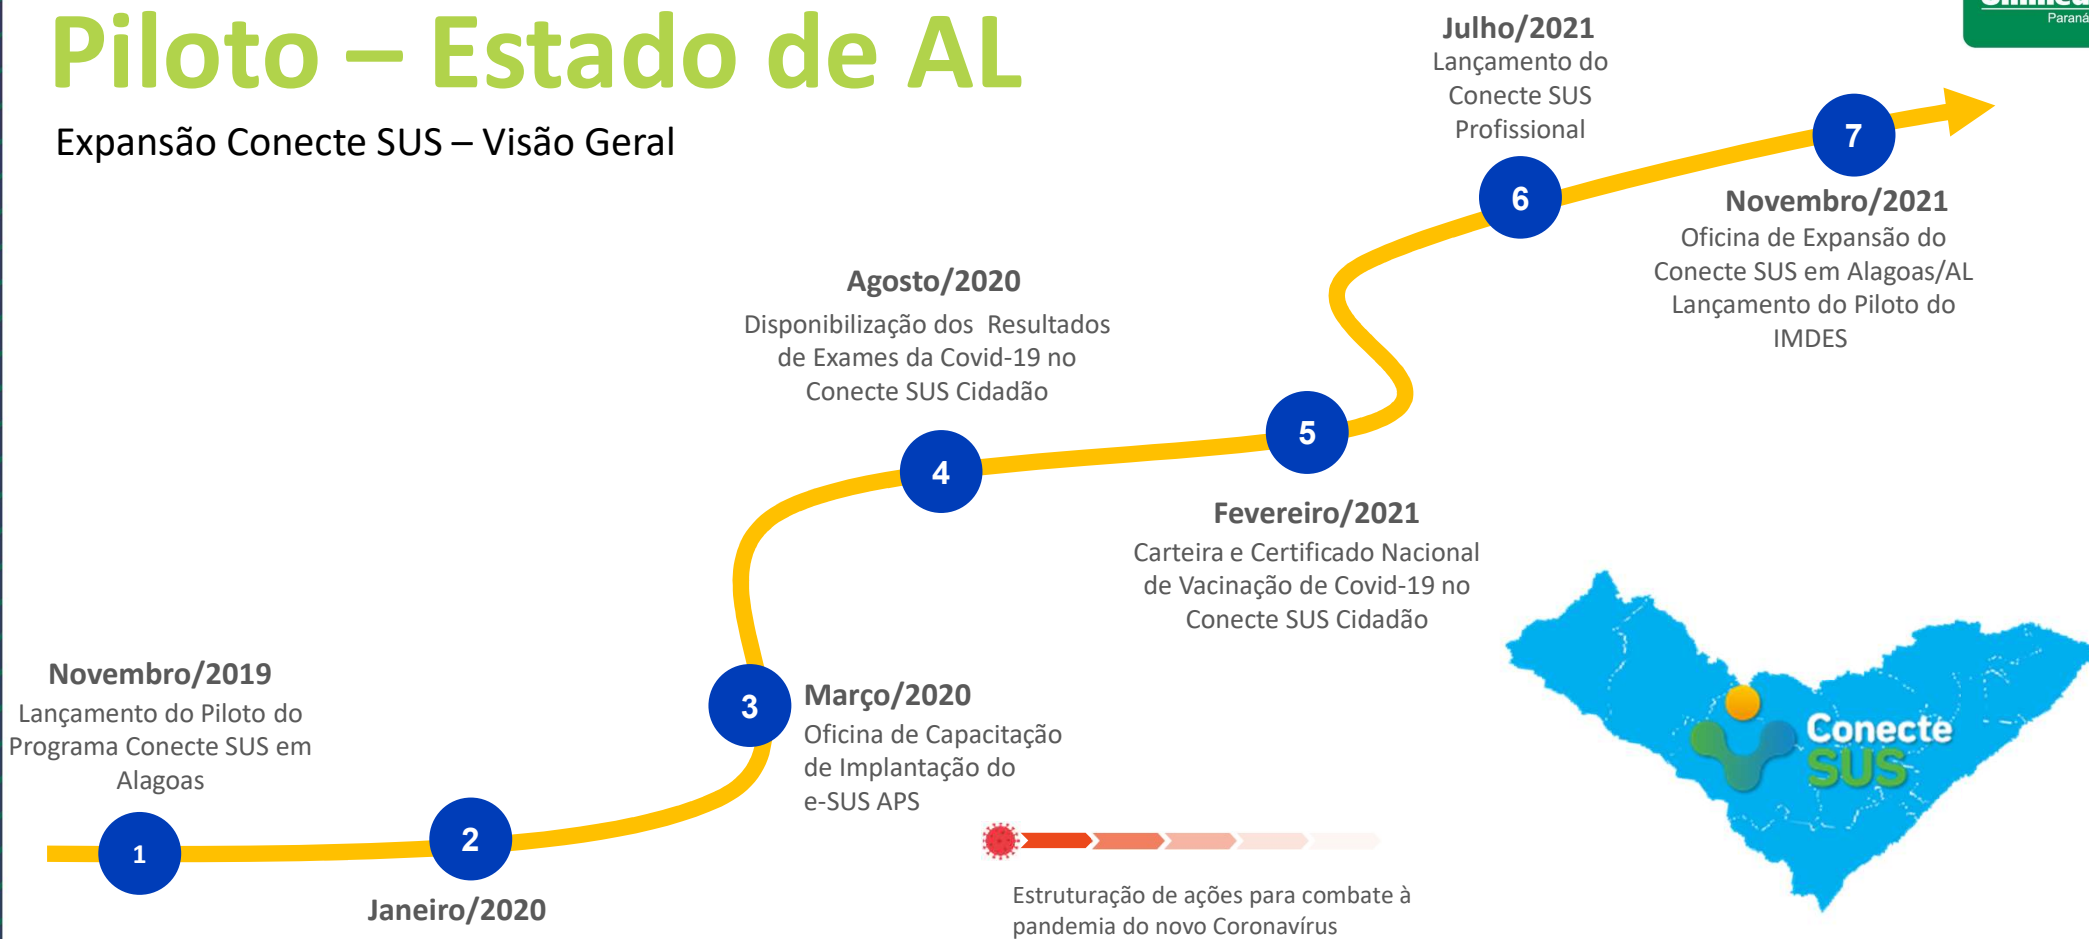 Piloto – Estado de AL
Expansão Conecte SUS – Visão Geral
Paraná
Julho/2021
Lançamento do
Conecte SUS
Profissional
6
7
Novembro/2021
Oficina de Expansão do
Conecte SUS em Alagoas/AL
Lançamento do Piloto do
IMDES
Agosto/2020
Disponibilização dos Resultados
de Exames da Covid-19 no
Conecte SUS Cidadão
4
5
Fevereiro/2021
Carteira e Certificado Nacional
de Vacinação de Covid-19 no
Conecte SUS Cidadão
Novembro/2019
Lançamento do Piloto do
Programa Conecte SUS em
Alagoas
1
2
Janeiro/2020
3
Março/2020
Oficina de Capacitação
de Implantação do
e-SUS APS
Estruturação de ações para combate à
pandemia do novo Coronavírus
Conecte
SUS